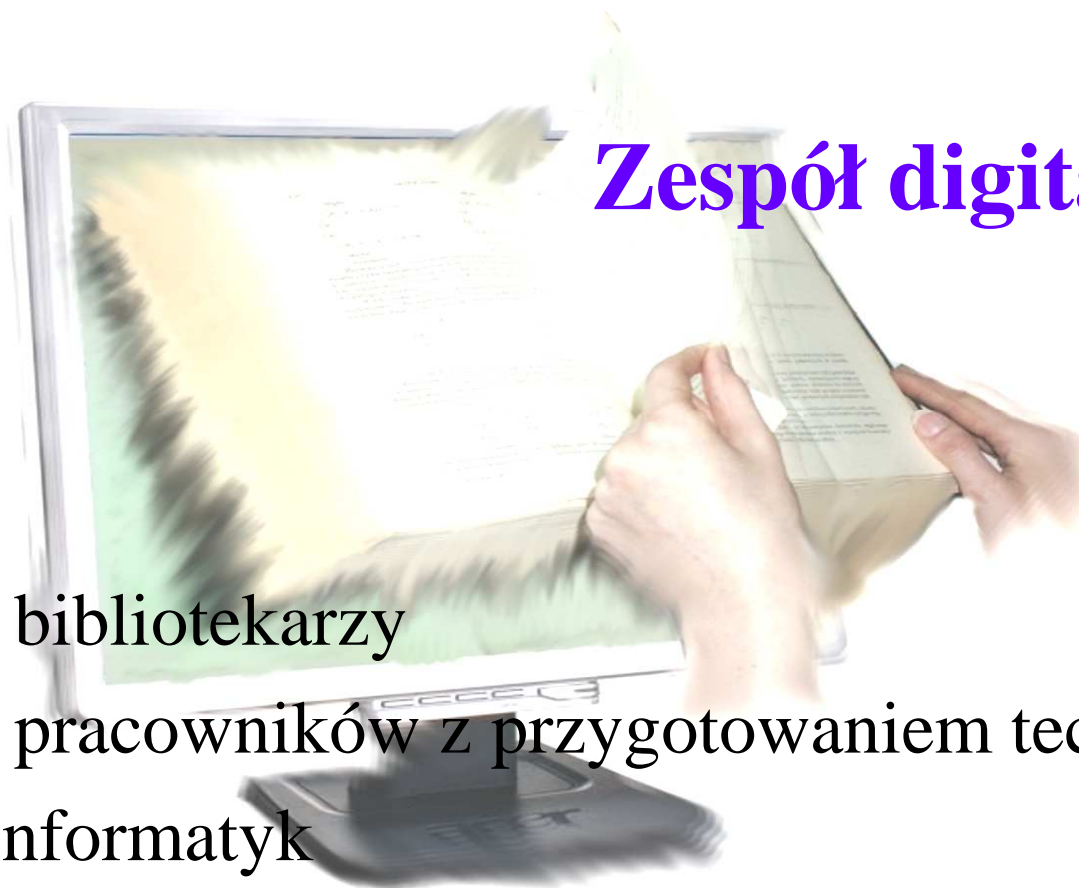 Zespół digit
bibliotekarzy
pracowników z przygotowaniem tec
nformatyk